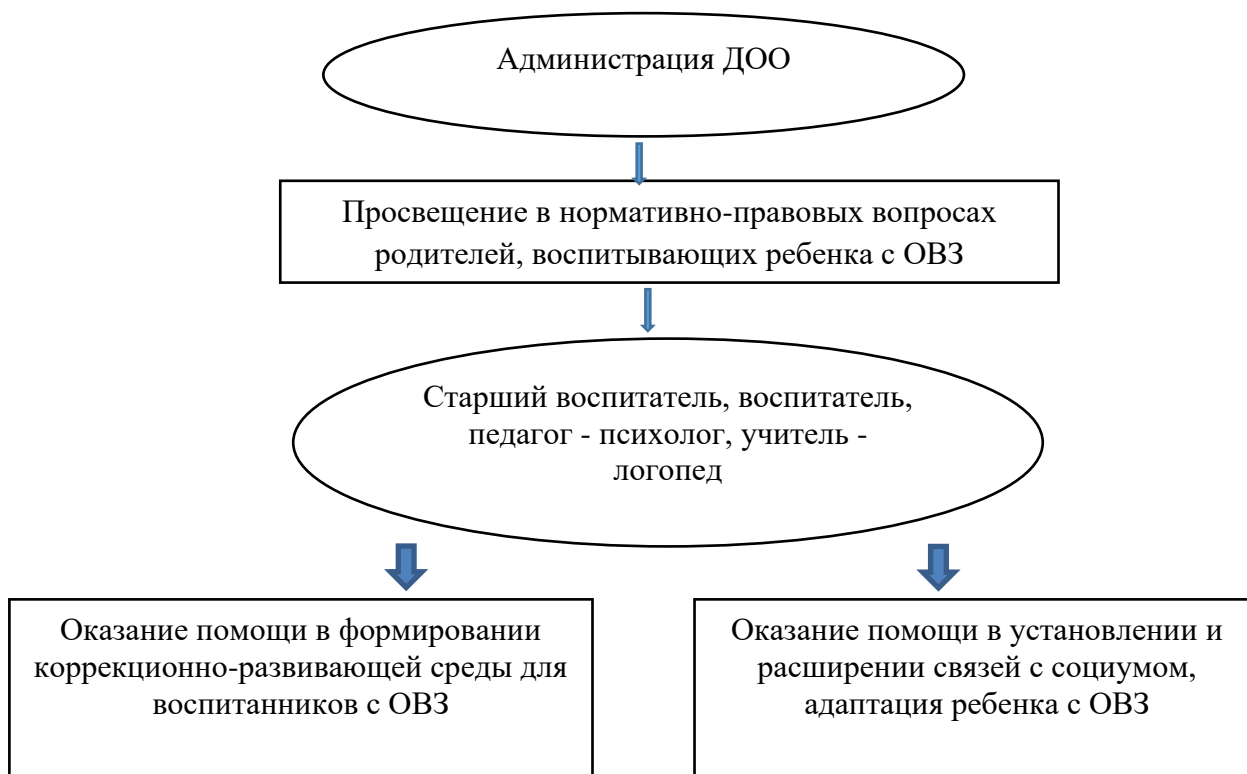 Администрация ДОО
Просвещение в нормативно-правовых вопросах
родителей, воспитывающих ребенка с ОВЗ
Старший воспитатель, воспитатель,
педагог - психолог, учитель -
логопед
Оказание помощи в формировании
коррекционно-развивающей среды для
воспитанников с ОВЗ
Оказание помощи в установлении и
расширении связей с социумом,
адаптация ребенка с ОВЗ